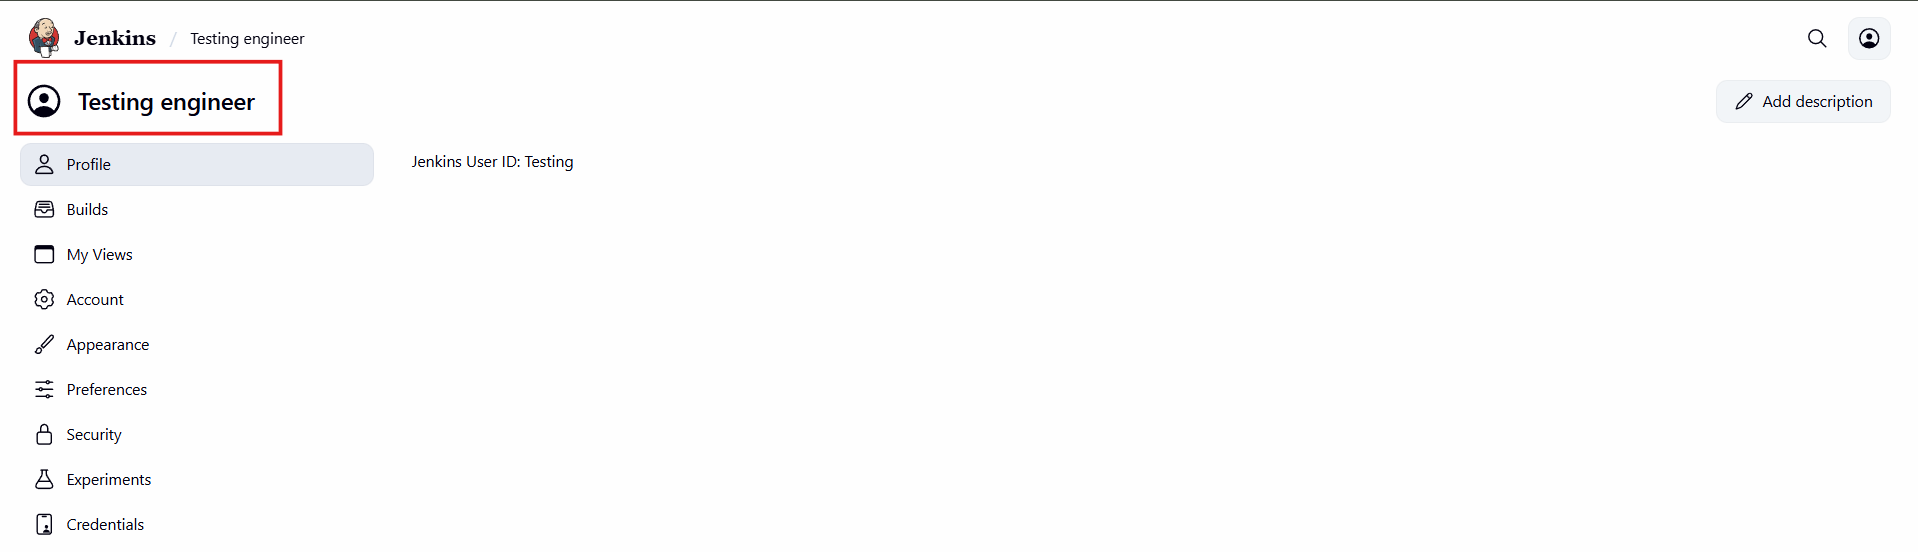 Jenkins / Testing engineer
Testing engineer
Add description
Profile
Jenkins User ID: Testing
Builds
My Views
Account
Appearance
Preferences
Security
Experiments
Credentials